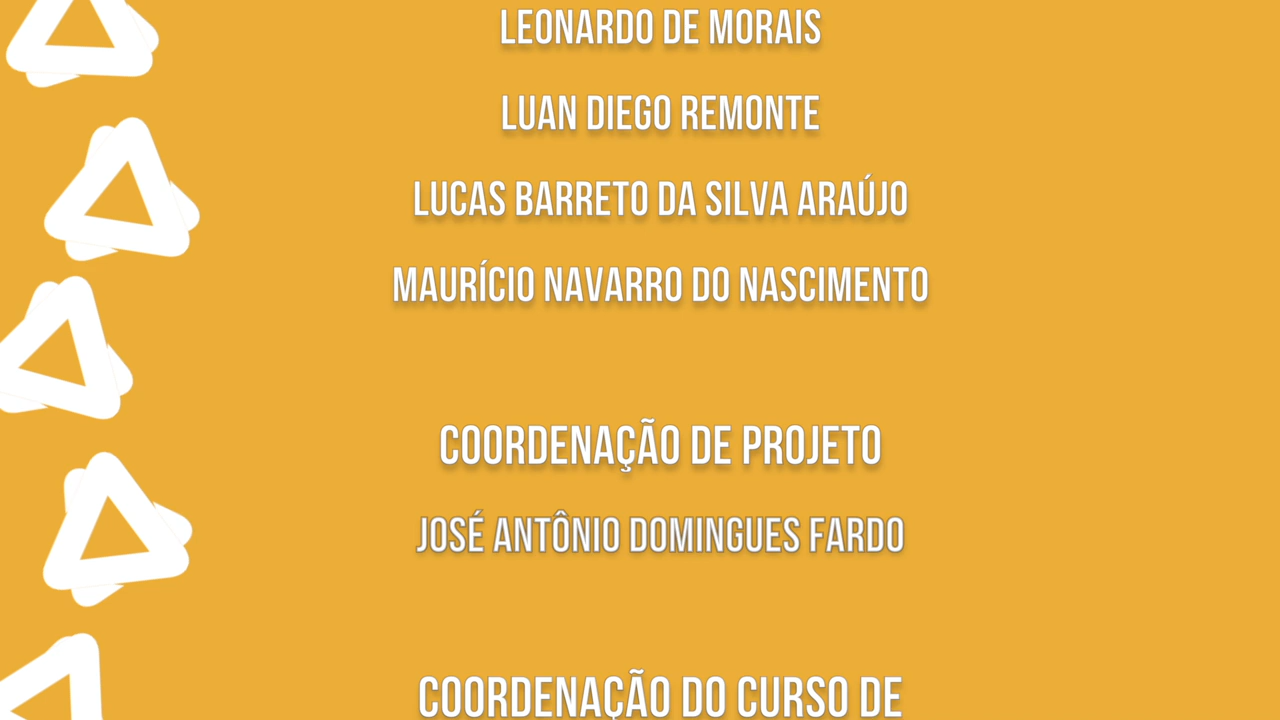 LEONARDO DE MORAIS
LUAN DIEGO REMONTE
LUCAS BARRETO DA SILVA ARAÚJO
MAURÍCIO NAVARRO DO NASCIMENTO
COORDENAÇÃO DE PROJETO
JOSÉ ANTÔNIO DOMINGUES FARDO
COORDENAÇÃO DO CURSO DE